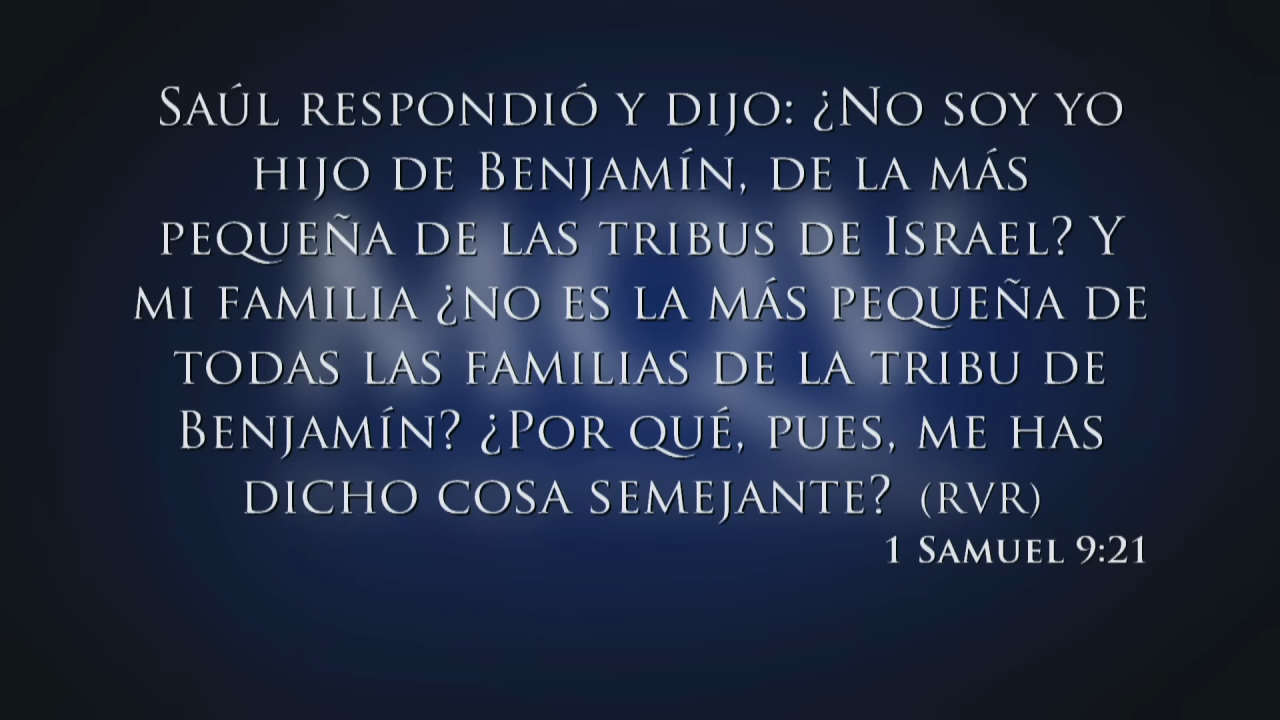 Saúl respondió y dijo: ¿No soy yo
hijo de Benjamín, de la más
pequeña de las tribus de Israel? Y
mi familia ¿no es la más pequeña de
todas las familias de la tribu de
Benjamín? ¿Por qué, pues, me has
dicho cosa semejante? (RVR)
1 Samuel 9:21